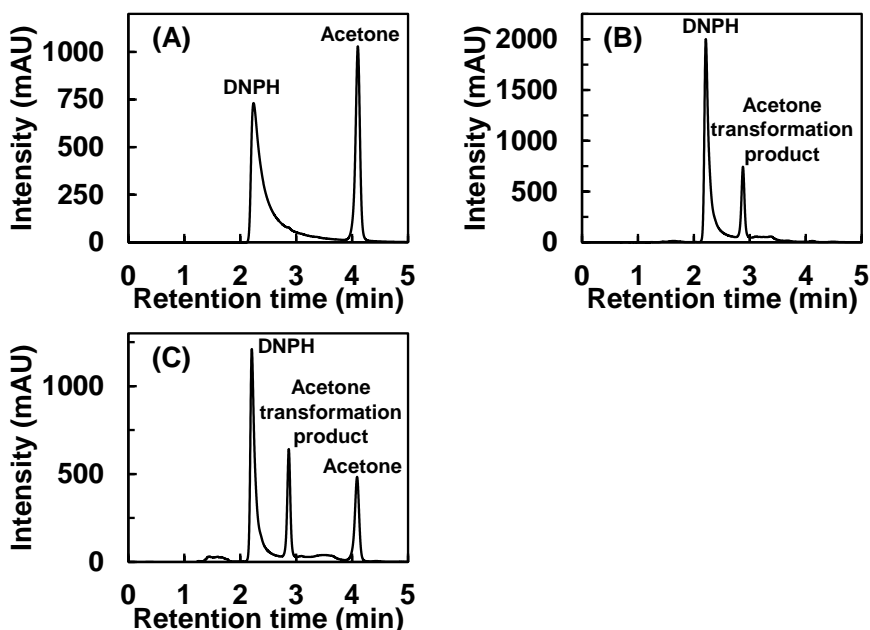 (A)
Acetone
DNPH
1000
750
500
250
0
0 1 2 3 4 5
Intensity (mAU)
Retention time (min)
(B)
DNPH
Acetone
transformation
product
2000
1500
1000
500
0
0 1 2 3 4 5
Intensity (mAU)
Retention time (min)
(C)
DNPH
Acetone
transformation
product
Acetone
1000
500
0
0 1 2 3 4 5
Intensity (mAU)
Retention time (min)